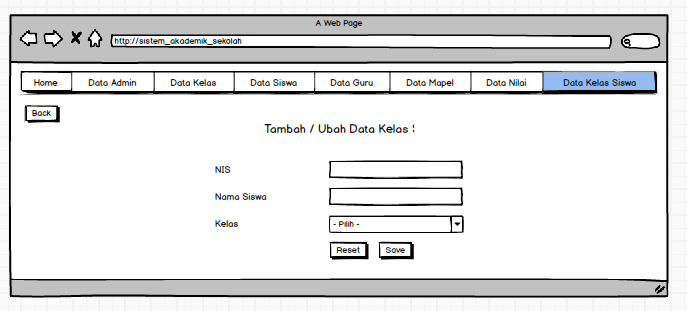 A Web Page
http://sistem_akademik_sekolah
Home Data Admin Data Kelas Data Siswa Data Guru Data Mapel Data Nilai Data Kelas Siswa
Back
Tambah / Ubah Data Kelas
NIS
Nama Siswa
Kelas - Pilih -
Reset Save